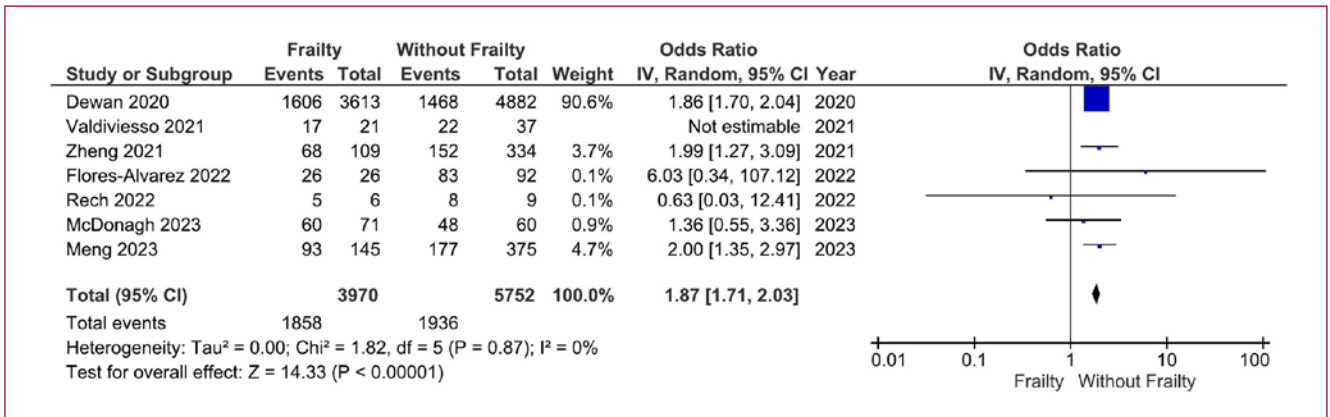 Frailty Without Frailty Odds Ratio Odds Ratio
Study or Subgroup Events Total Events Total Weight IV, Random, 95% CI Year IV, Random, 95% CI
Dewan 2020 1606 3613 1468 4882 90.6% 1.86 [1.70, 2.04] 2020
Valdiviesso 2021 17 21 22 37 Not estimable 2021
Zheng 2021 68 109 152 334 3.7% 1.99 [1.27, 3.09] 2021
Flores-Alvarez 2022 26 26 83 92 0.1% 6.03 [0.34, 107.12] 2022
Rech 2022 5 6 8 9 0.1% 0.63 [0.03, 12.41] 2022
McDonagh 2023 60 71 48 60 0.9% 1.36 [0.55, 3.36] 2023
Meng 2023 93 145 177 375 4.7% 2.00 [1.35, 2.97] 2023
Total (95% CI) 3970 5752 100.0% 1.87 [1.71, 2.03]
Total events 1858 1936
Heterogeneity: Tau² = 0.00; Chi² = 1.82, df = 5 (P = 0.87); I² = 0%
Test for overall effect: Z = 14.33 (P < 0.00001)
0.01 0.1 1 10 100
Frailty Without Frailty